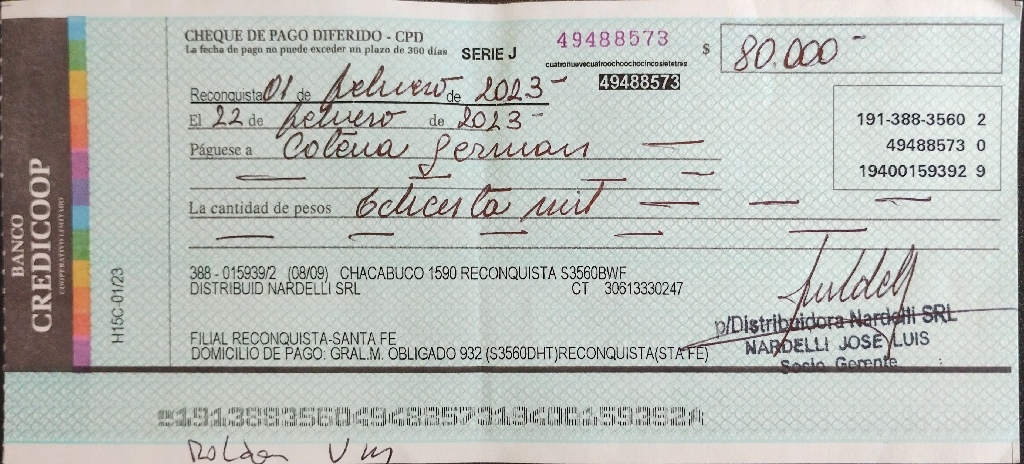 BANCO
CREDICOOP
COOPERATIVO LIMITADO
H15C-01/23
CHEQUE DE PAGO DIFERIDO - CPD
La fecha de pago no puede exceder un plazo de 360 días
SERIE J
49488573
cuatronuevecuatroochoochocincosietetres
49488573
$ 80.000-
Reconquista 01 de febrero de 2023-
El 22 de febrero de 2023-
191-388-3560 2
49488573 0
19400159392 9
Páguese a Coteua German
La cantidad de pesos Ochenta mil
388 - 015939/2 (08/09) CHACABUCO 1590 RECONQUISTA S3560BWF
DISTRIBUID NARDELLI SRL CT 30613330247
p/Distribuidora Nardelli SRL
NARDELLI JOSE LUIS
Socio Gerente
FILIAL RECONQUISTA-SANTA FE
DOMICILIO DE PAGO: GRAL.M. OBLIGADO 932 (S3560DHT)RECONQUISTA(STA FE)